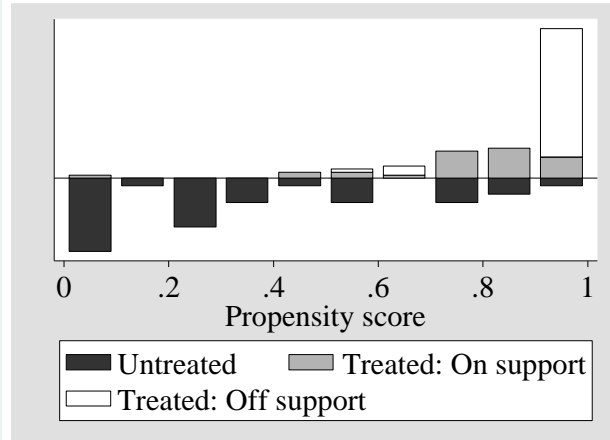 0 .2 .4 .6 .8 1
Propensity score
Untreated Treated: On support
Treated: Off support